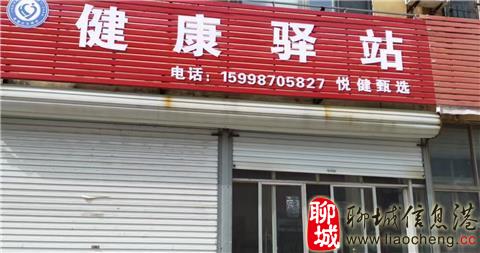 健康驿站
电话：15998705827 悦健甄选
聊城
聊城信息港
www.liaocheng.cc